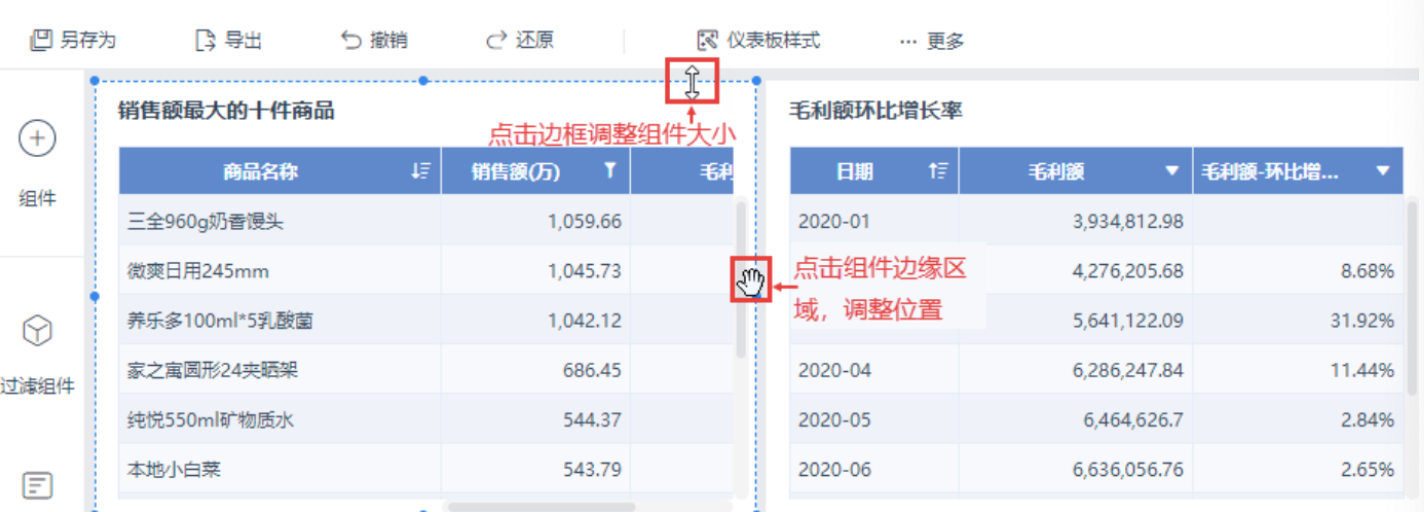 另存为 导出 撤销 还原 仪表板样式 ··· 更多
销售额最大的十件商品
毛利额环比增长率
点击边框调整组件大小
组件
过滤组件
商品名称 销售额(万) 毛利
三全960g奶香馒头 1,059.66
微爽日用245mm 1,045.73
养乐多100ml*5乳酸菌 1,042.12
家之寓圆形24夹晒架 686.45
纯悦550ml矿物质水 544.37
本地小白菜 543.79
点击组件边缘区
域，调整位置
日期 毛利额 毛利额-环比增...
2020-01 3,934,812.98
4,276,205.68 8.68%
5,641,122.09 31.92%
2020-04 6,286,247.84 11.44%
2020-05 6,464,626.7 2.84%
2020-06 6,636,056.76 2.65%